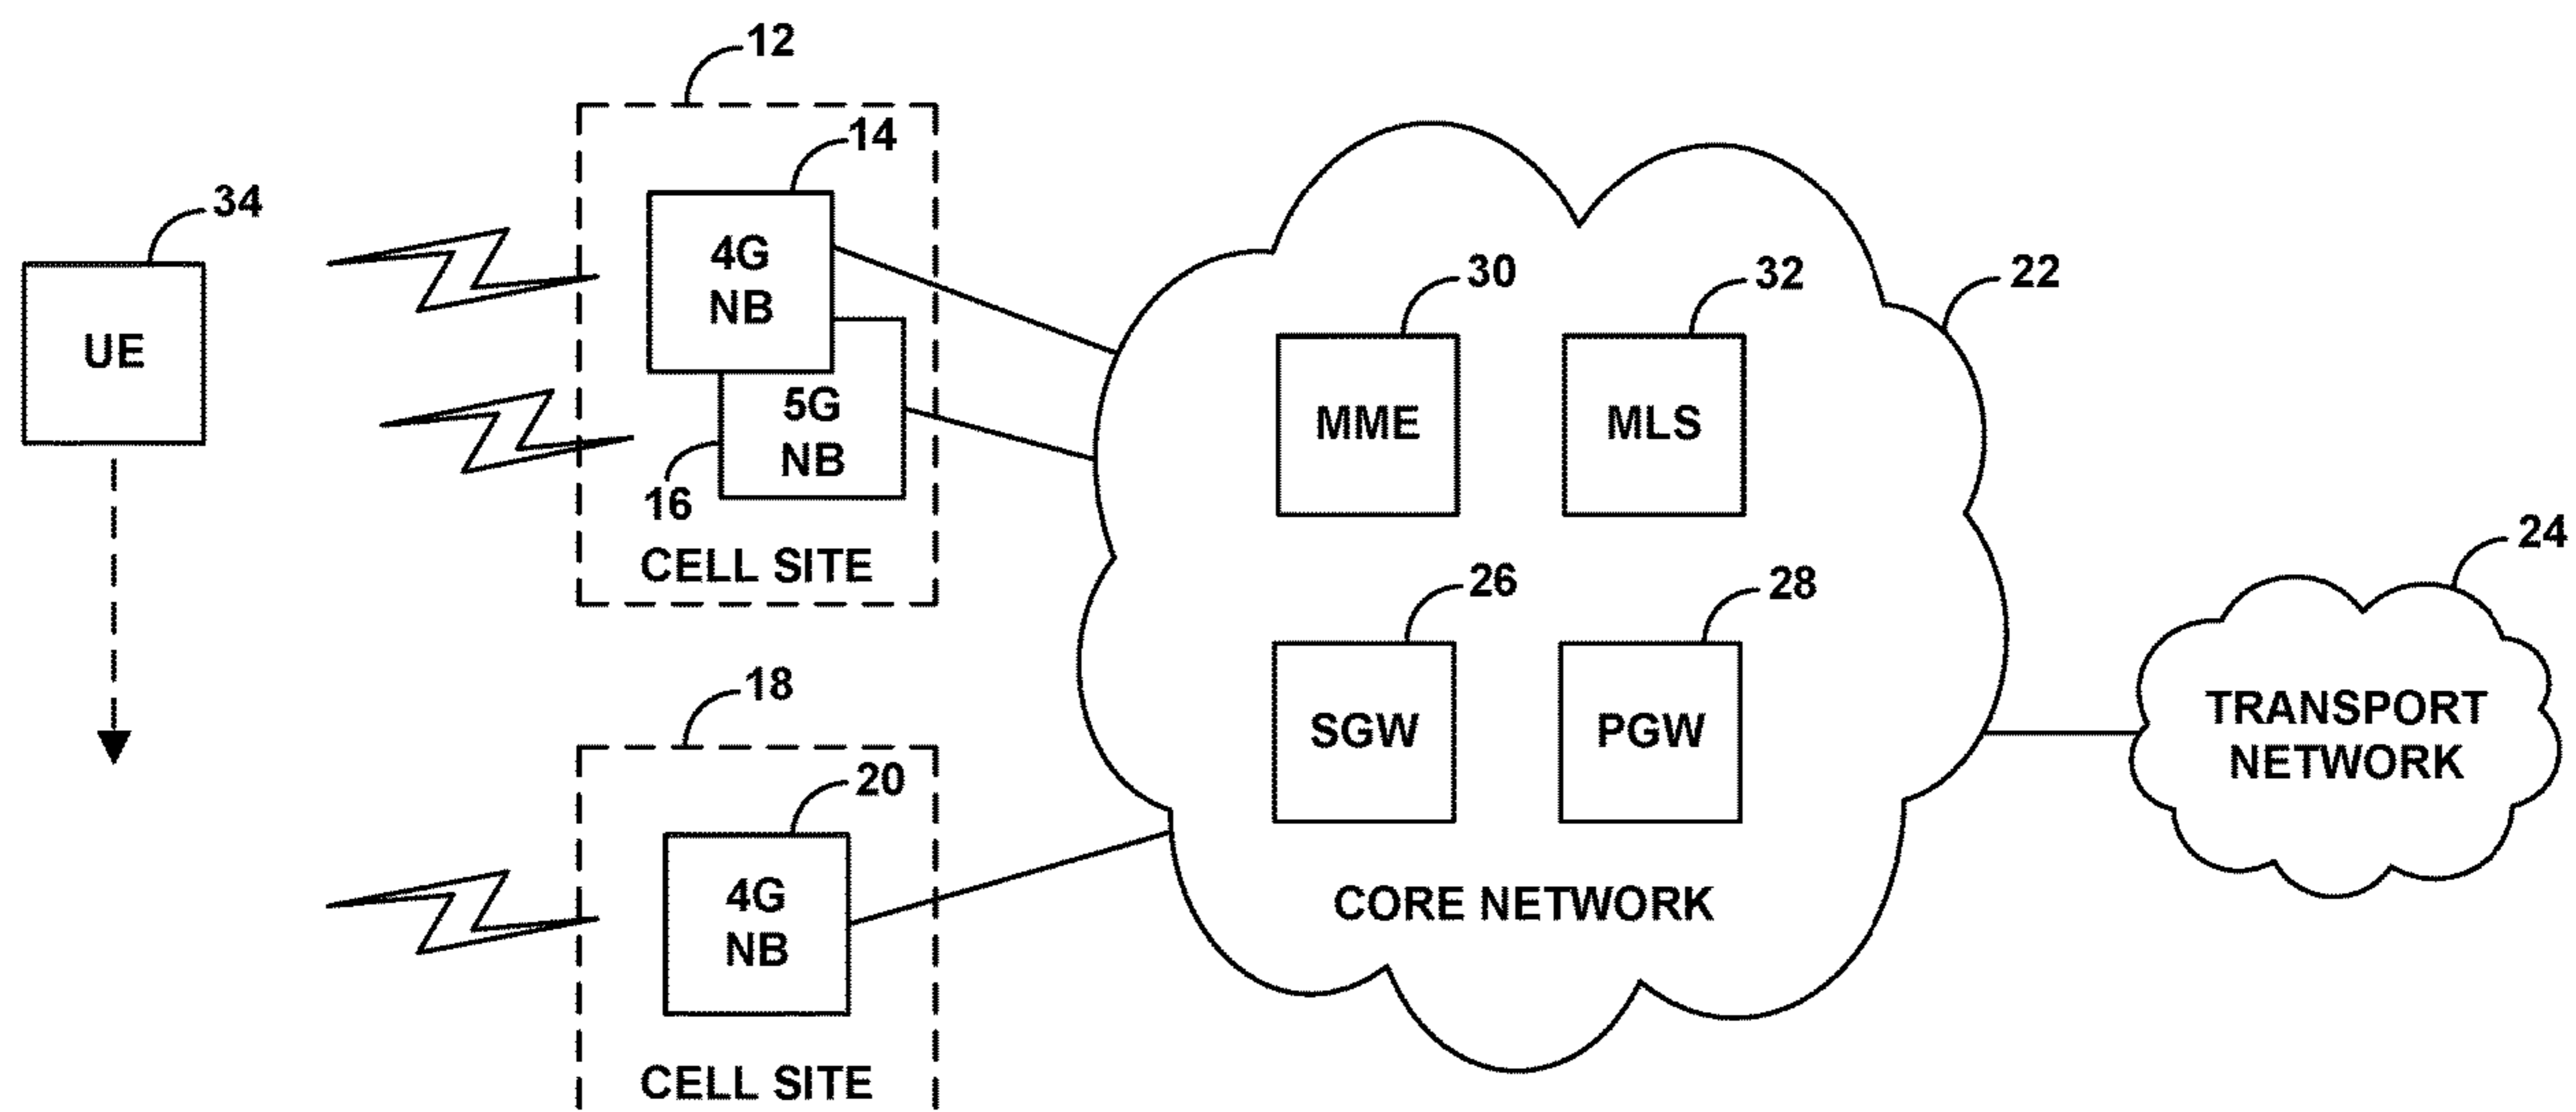 12
14
34
4G
NB
30
32
22
UE
5G
NB
MME
MLS
16
CELL SITE
24
26
28
18
SGW
PGW
TRANSPORT
NETWORK
20
4G
NB
CORE NETWORK
CELL SITE